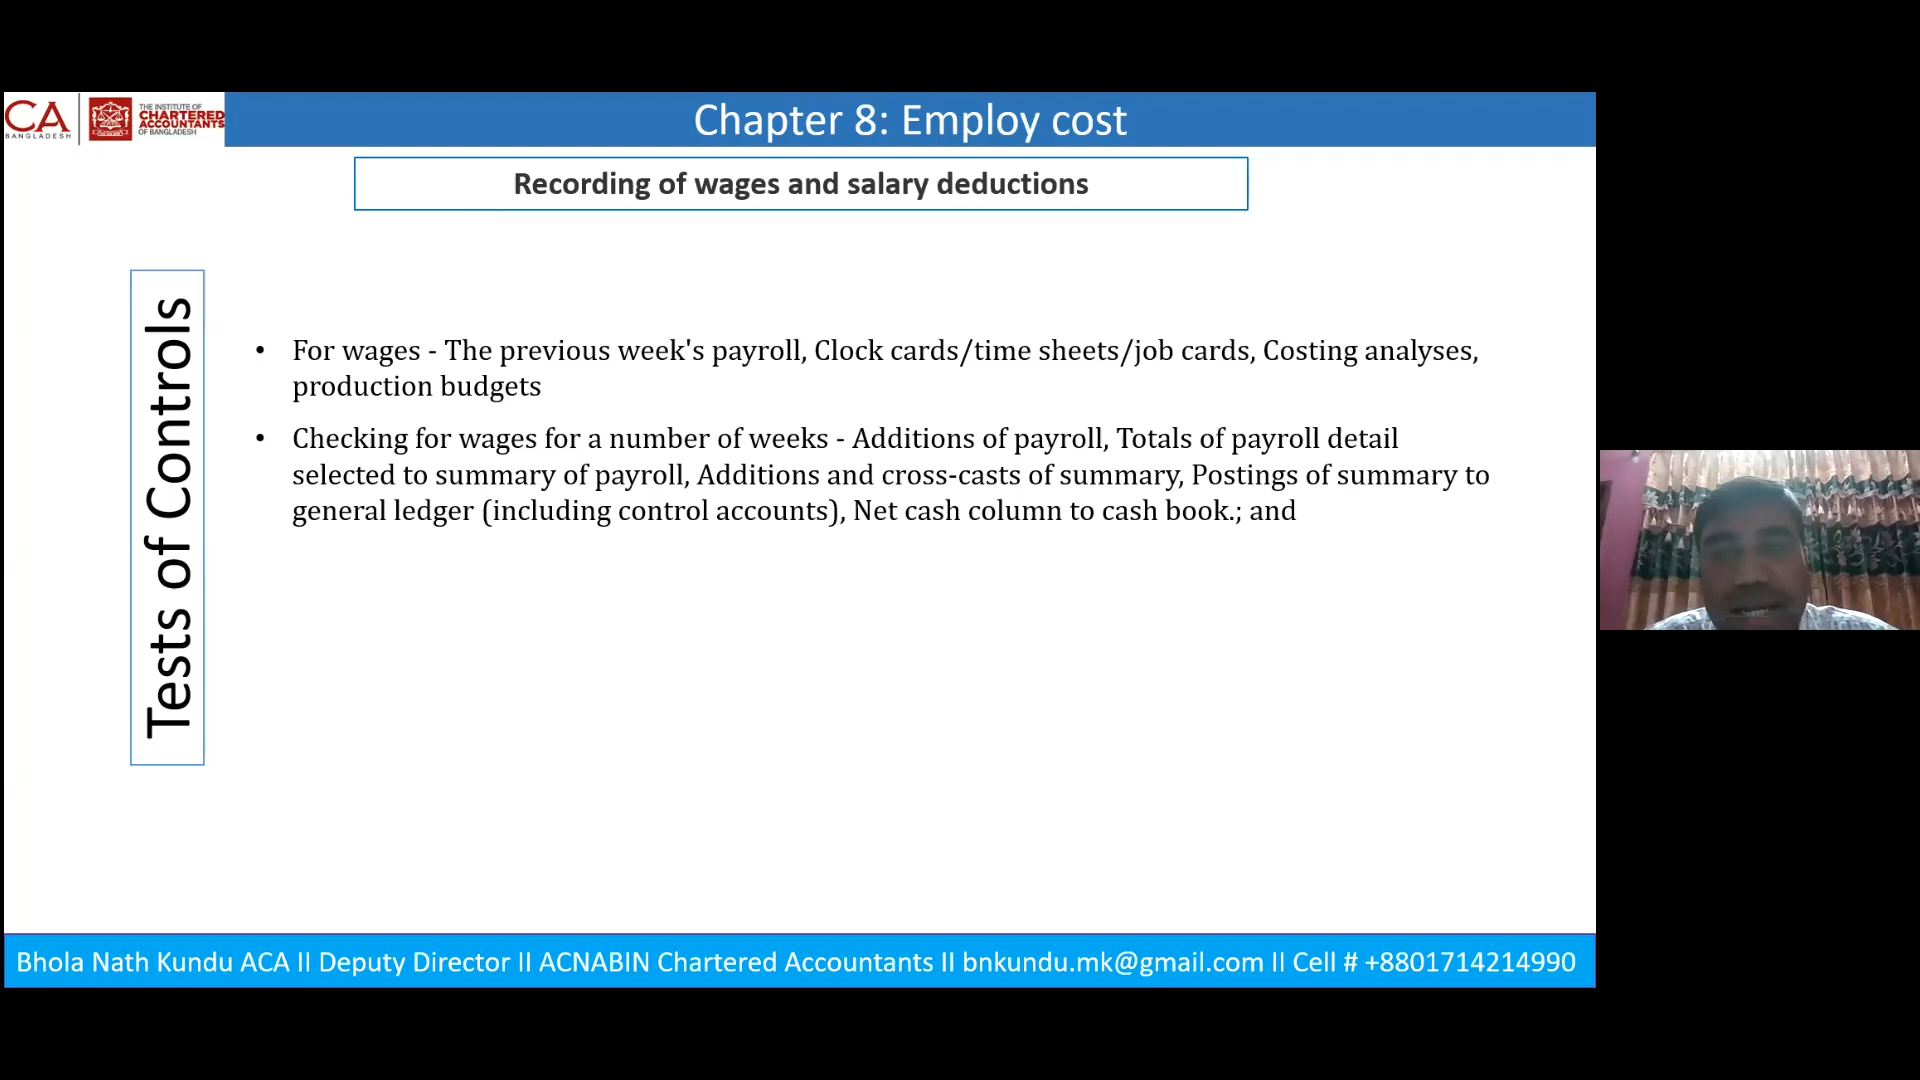 CA
BANGLADESH
THE INSTITUTE OF
CHARTERED
ACCOUNTANTS
OF BANGLADESH
Chapter 8: Employ cost
Recording of wages and salary deductions
Tests of Controls
• For wages - The previous week's payroll, Clock cards/time sheets/job cards, Costing analyses,
production budgets
• Checking for wages for a number of weeks - Additions of payroll, Totals of payroll detail
selected to summary of payroll, Additions and cross-casts of summary, Postings of summary to
general ledger (including control accounts), Net cash column to cash book.; and
Bhola Nath Kundu ACA II Deputy Director II ACNABIN Chartered Accountants II bnkundu.mk@gmail.com II Cell # +8801714214990